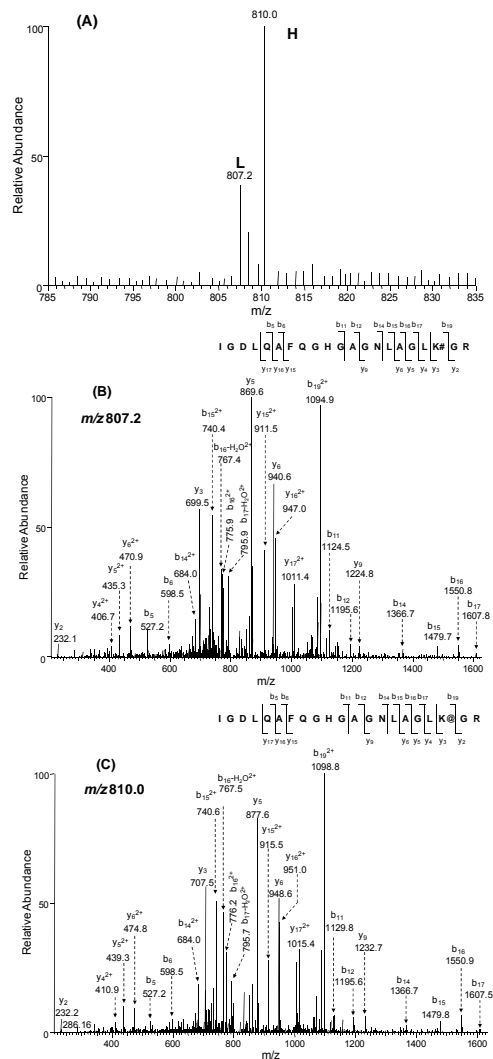 (A)
810.0
H
L
807.2
100
50
0
Relative Abundance
785 790 795 800 805 810 815 820 825 830 835
m/z
b5 b6 b11 b12 b14 b15 b16 b17 b19
I G D L Q A F Q G H G A G N L A G L K# G R
y17 y16 y15 y9 y6 y5 y4 y3 y2
(B)
m/z 807.2
100
50
0
Relative Abundance
y2
232.1
y4 2+
406.7
y5 2+
435.3
y6 2+
470.9
b5
527.2
b6
598.5
b14 2+
684.0
y3
699.5
b15 2+
740.4
b16-H2O2+
767.4
b16 2+
775.9
b17-H2O2+
795.9
y5
869.6
y15 2+
911.5
y6
940.6
y16 2+
947.0
y17 2+
1011.4
b19 2+
1094.9
b11
1124.5
b12
1195.6
y9
1224.8
b14
1366.7
b15
1479.7
b16
1550.8
b17
1607.8
400 600 800 1000 1200 1400 1600
m/z
b5 b6 b11 b12 b14 b15 b16 b17 b19
I G D L Q A F Q G H G A G N L A G L K@ G R
y17 y16 y15 y9 y6 y5 y4 y3 y2
(C)
m/z 810.0
100
50
0
Relative Abundance
y2
232.2
286.16
y4 2+
410.9
y5 2+
439.3
y6 2+
474.8
b5
527.2
b6
598.5
b14 2+
684.0
y3
707.5
b15 2+
740.6
b16-H2O2+
767.5
b16 2+
776.2
b17-H2O2+
795.7
y5
877.6
y15 2+
915.5
y6
948.6
y16 2+
951.0
y17 2+
1015.4
b19 2+
1098.8
b11
1129.8
b12
1195.6
y9
1232.7
b14
1366.7
b15
1479.8
b16
1550.9
b17
1607.5
400 600 800 1000 1200 1400 1600
m/z